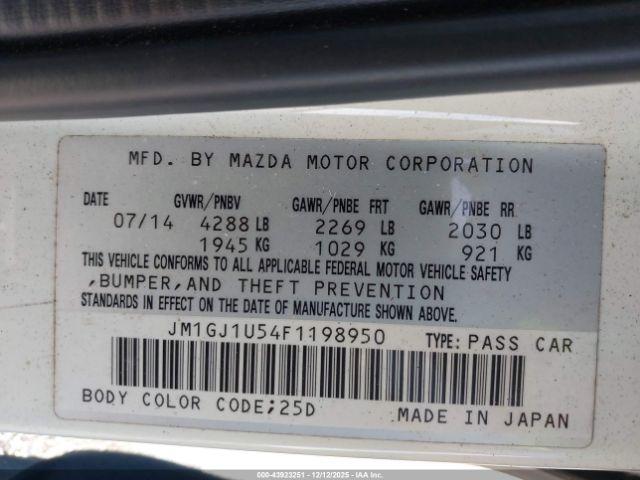 MFD. BY MAZDA MOTOR CORPORATION
DATE GVWR/PNBV GAWR/PNBE FRT GAWR/PNBE RR
07/14 4288 LB 2269 LB 2030 LB
1945 KG 1029 KG 921 KG
THIS VEHICLE CONFORMS TO ALL APPLICABLE FEDERAL MOTOR VEHICLE SAFETY
,BUMPER,AND THEFT PREVENTION
STANDARDS IN EFFECT ON THE DATE OF MANUFACTURE SHOWN ABOVE.
JM1GJ1U54F1198950 TYPE: PASS CAR
BODY COLOR CODE;25D MADE IN JAPAN
000-43923251 - 12/12/2025 - IAAI.COM